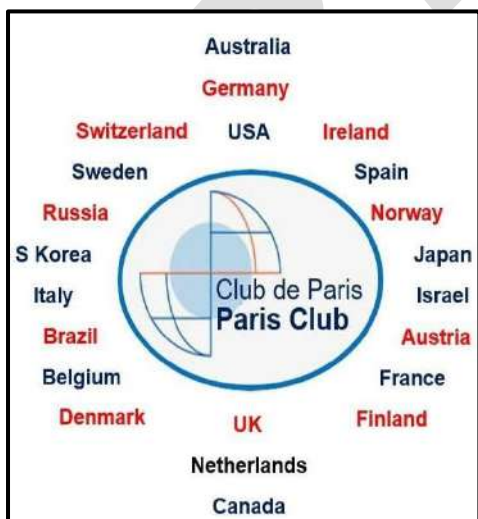 Australia
Germany
Switzerland USA Ireland
Sweden Spain
Russia Norway
S Korea Japan
Club de Paris
Paris Club
Italy Israel
Brazil Austria
Belgium France
Denmark UK Finland
Netherlands
Canada